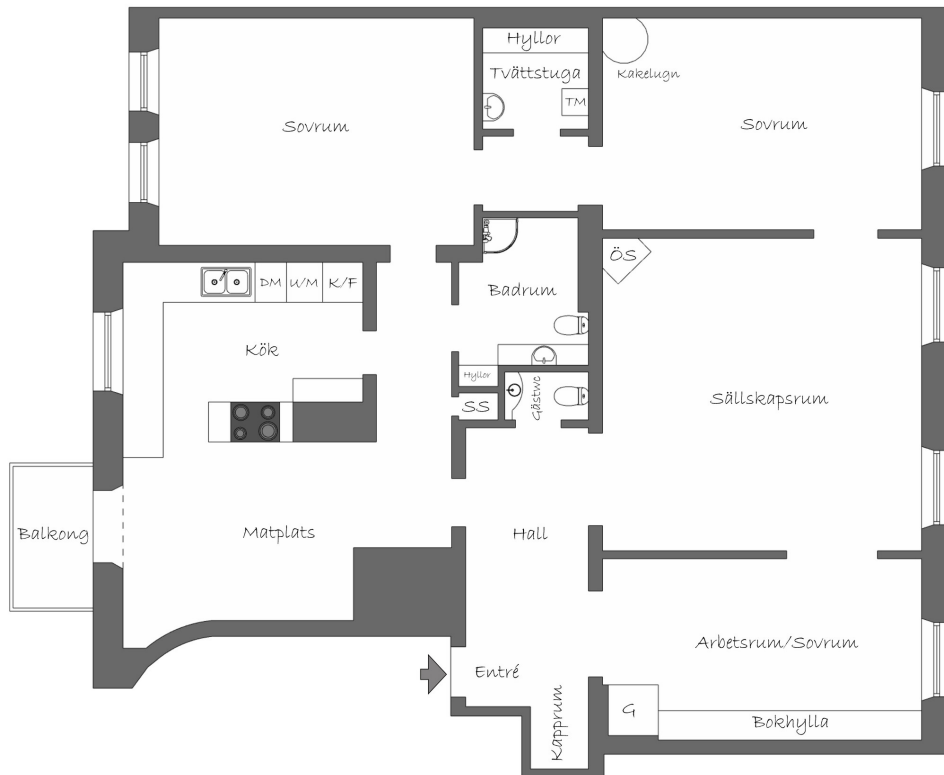 Hyllor
Tvättstuga
TM
Kakelugn
Sovrum
Sovrum
ÖS
DM
U/M
K/F
Badrum
Kök
Hyllor
SS
Gästwc
Sällskapsrum
Balkong
Matplats
Hall
Arbetsrum/Sovrum
Entré
Kapprum
G
Bokhylla